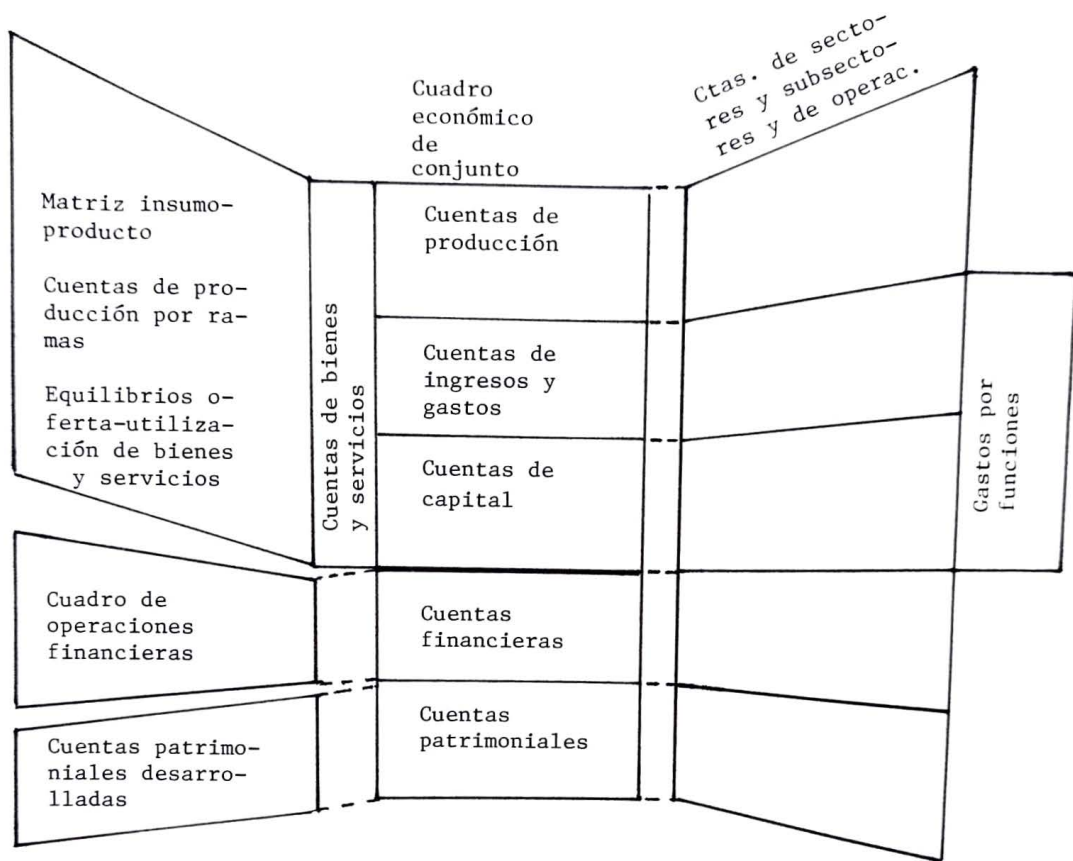 Cuadro
económico
de
conjunto
Ctas. de secto-
res y subsecto-
res y de operac.
Matriz insumo-
producto
Cuentas de pro-
ducción por ra-
mas
Equilibrios o-
ferta-utiliza-
ción de bienes
y servicios
Cuentas de bienes
y servicios
Cuentas de
producción
Cuentas de
ingresos y
gastos
Cuentas de
capital
Gastos por
funciones
Cuadro de
operaciones
financieras
Cuentas
financieras
Cuentas patrimo-
niales desarro-
lladas
Cuentas
patrimoniales